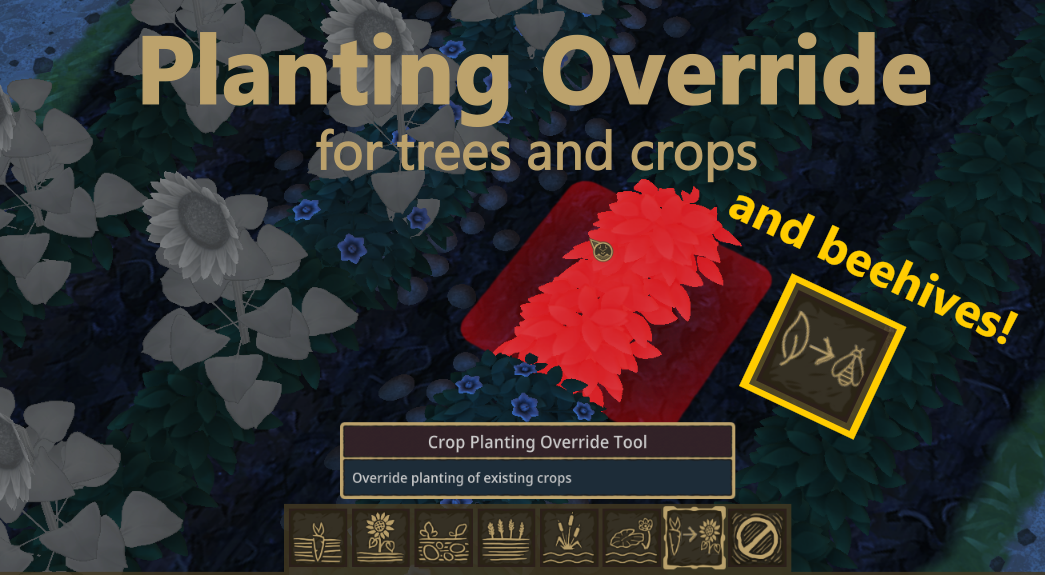 Planting Override
for trees and crops
and beehives!
Crop Planting Override Tool
Override planting of existing crops